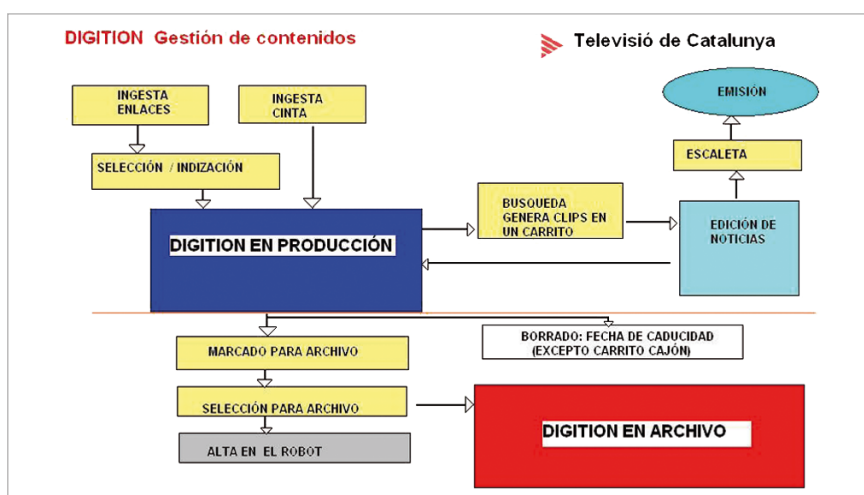 DIGITION Gestión de contenidos
Televisió de Catalunya
INGESTA
ENLACES
INGESTA
CINTA
EMISIÓN
SELECCIÓN / INDIZACIÓN
ESCALETA
DIGITION EN PRODUCCIÓN
BUSQUEDA
GENERA CLIPS EN
UN CARRITO
EDICIÓN DE
NOTICIAS
MARCADO PARA ARCHIVO
BORRADO: FECHA DE CADUCIDAD
(EXCEPTO CARRITO CAJÓN)
SELECCIÓN PARA ARCHIVO
DIGITION EN ARCHIVO
ALTA EN EL ROBOT